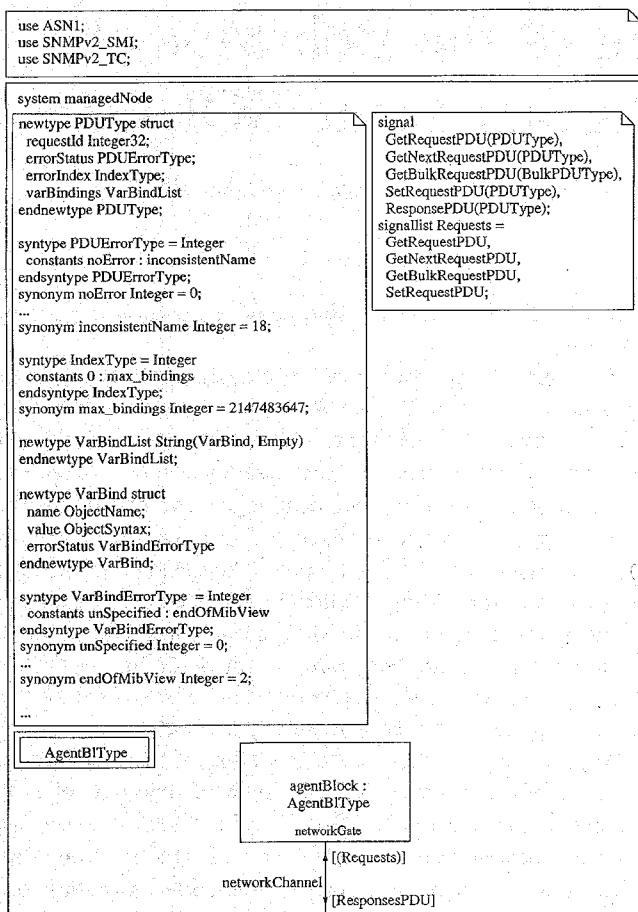 use ASN1;
use SNMPv2_SMI;
use SNMPv2_TC;
system managedNode
newtype PDUType struct
requestId Integer32;
errorStatus PDUErrorType;
errorIndex IndexType;
varBindings VarBindList
endnewtype PDUType;
syntype PDUErrorType = Integer
constants noError : inconsistentName
endsyntype PDUErrorType;
synonym noError Integer = 0;
...
synonym inconsistentName Integer = 18;
syntype IndexType = Integer
constants 0 : max_bindings
endsyntype IndexType;
synonym max_bindings Integer = 2147483647;
newtype VarBindList String(VarBind, Empty)
endnewtype VarBindList;
newtype VarBind struct
name ObjectName;
value ObjectSyntax;
errorStatus VarBindErrorType
endnewtype VarBind;
syntype VarBindErrorType = Integer
constants unSpecified : endOfMibView
endsyntype VarBindErrorType;
synonym unSpecified Integer = 0;
...
synonym endOfMibView Integer = 2;
...
signal
GetRequestPDU(PDUType),
GetNextRequestPDU(PDUType),
GetBulkRequestPDU(BulkPDUType),
SetRequestPDU(PDUType),
ResponsePDU(PDUType);
signallist Requests =
GetRequestPDU,
GetNextRequestPDU,
GetBulkRequestPDU,
SetRequestPDU;
AgentBlType
agentBlock :
AgentBlType
networkGate
[(Requests)]
networkChannel
[ResponsesPDU]